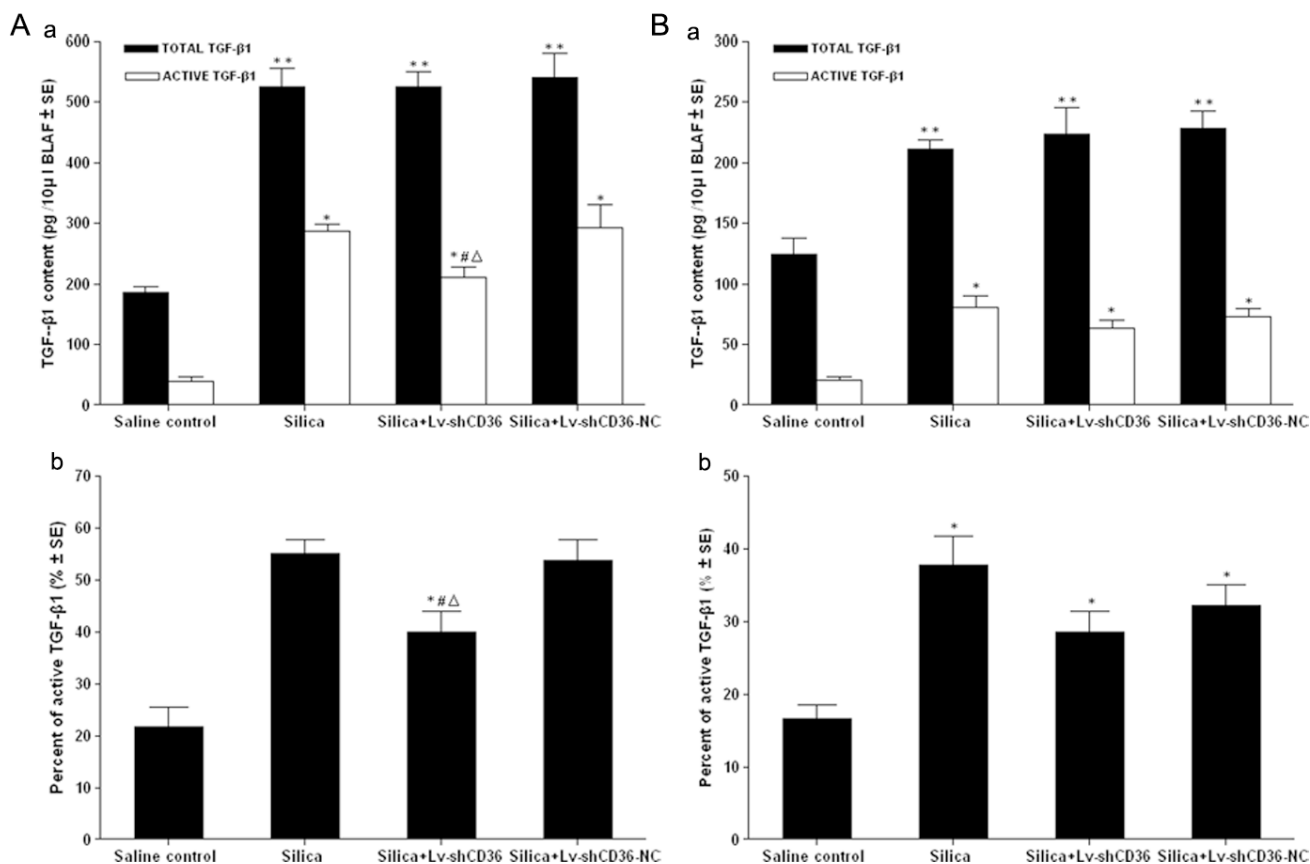 A
a
TGF--β1 content (pg /10μ l BLAF ± SE)
600
500
400
300
200
100
0
TOTAL TGF-β1
ACTIVE TGF-β1
**
*
**
*#△
**
*
Saline control
Silica
Silica+Lv-shCD36
Silica+Lv-shCD36-NC
B
a
TGF--β1 content (pg /10μ l BLAF ± SE)
300
250
200
150
100
50
0
TOTAL TGF-β1
ACTIVE TGF-β1
**
*
**
*
**
*
Saline control
Silica
Silica+Lv-shCD36
Silica+Lv-shCD36-NC
b
Percent of active TGF-β1 (% ± SE)
70
60
50
40
30
20
10
0
*#△
Saline control
Silica
Silica+Lv-shCD36
Silica+Lv-shCD36-NC
b
Percent of active TGF-β1 (% ± SE)
50
40
30
20
10
0
*
*
*
Saline control
Silica
Silica+Lv-shCD36
Silica+Lv-shCD36-NC